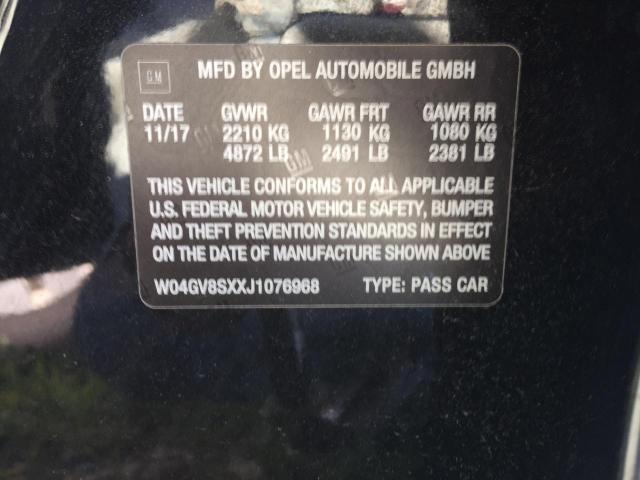 GM MFD BY OPEL AUTOMOBILE GMBH
DATE GVWR GAWR FRT GAWR RR
11/17 2210 KG 1130 KG 1080 KG
4872 LB 2491 LB 2381 LB
THIS VEHICLE CONFORMS TO ALL APPLICABLE
U.S. FEDERAL MOTOR VEHICLE SAFETY, BUMPER
AND THEFT PREVENTION STANDARDS IN EFFECT
ON THE DATE OF MANUFACTURE SHOWN ABOVE
W04GV8SXXJ1076968 TYPE: PASS CAR